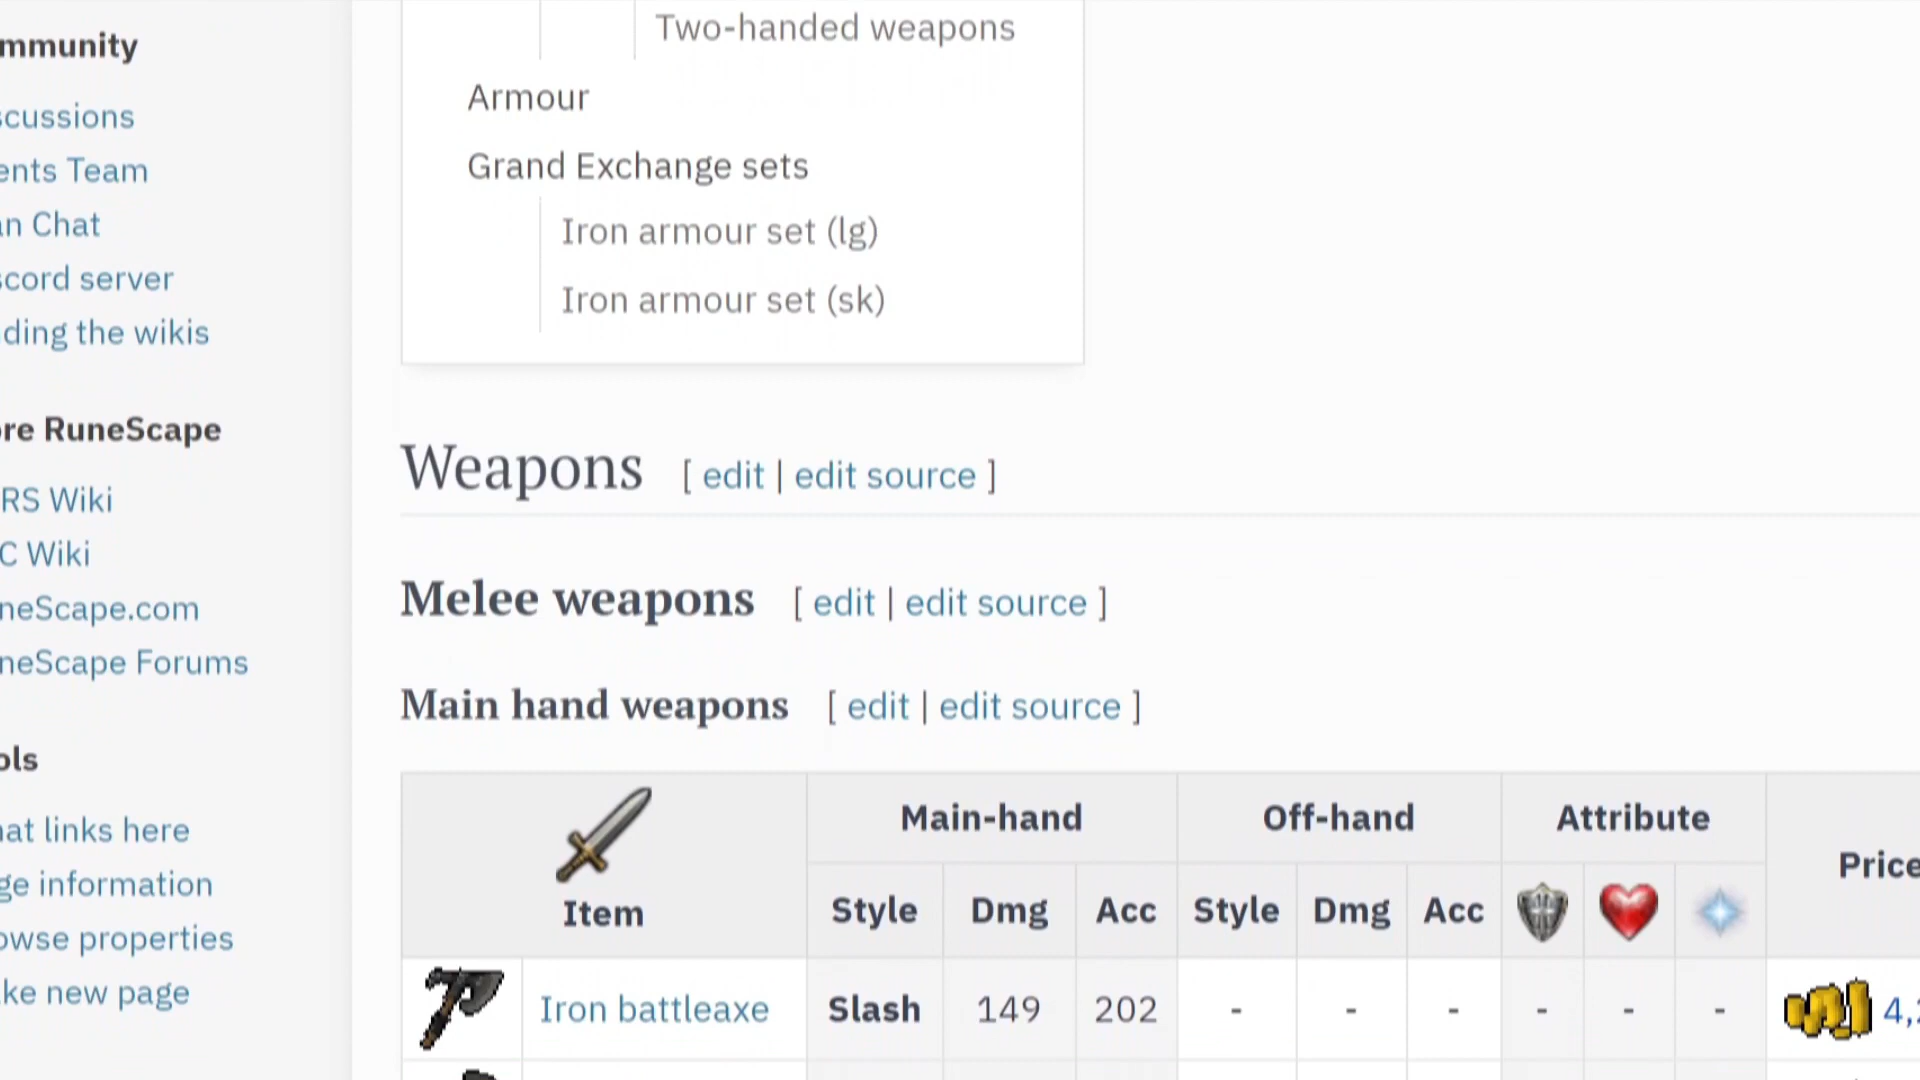 mmunity
scussions
ents Team
an Chat
scord server
ding the wikis
ore RuneScape
RS Wiki
C Wiki
neScape.com
neScape Forums
ols
hat links here
ge information
owse properties
ke new page
Two-handed weapons
Armour
Grand Exchange sets
Iron armour set (lg)
Iron armour set (sk)
Weapons [ edit | edit source ]
Melee weapons [ edit | edit source ]
Main hand weapons [ edit | edit source ]
Item Main-hand Off-hand Attribute Price
Style Dmg Acc Style Dmg Acc
Iron battleaxe Slash 149 202 - - - - - - 4,